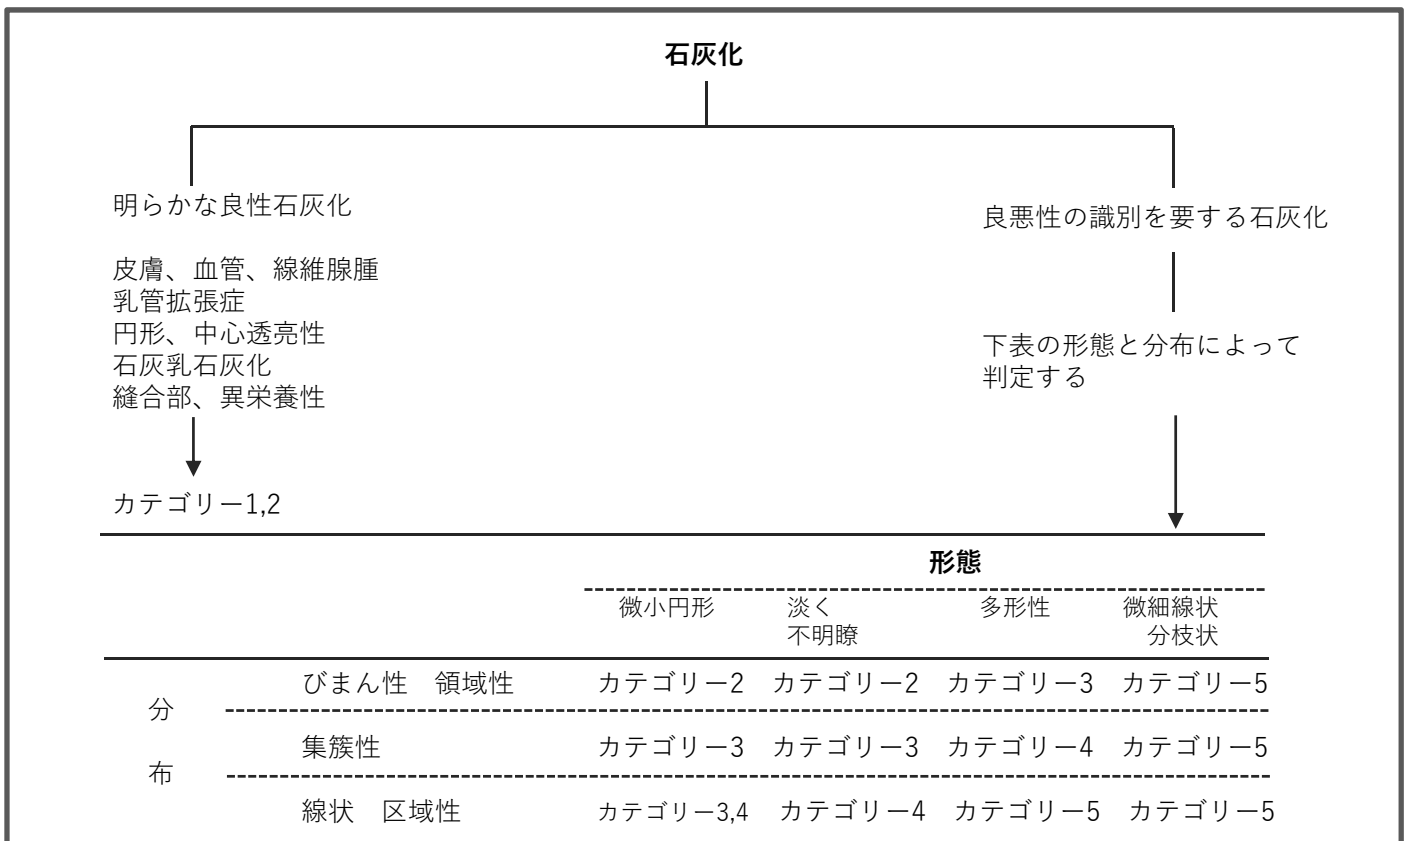 石灰化
明らかな良性石灰化
皮膚、血管、線維腺腫
乳管拡張症
円形、中心透亮性
石灰乳石灰化
縫合部、異栄養性
カテゴリー1,2
良悪性の識別を要する石灰化
下表の形態と分布によって
判定する
形態
微小円形 淡く 多形性 微細線状
不明瞭 分枝状
びまん性 領域性 カテゴリー2 カテゴリー2 カテゴリー3 カテゴリー5
分
集簇性 カテゴリー3 カテゴリー3 カテゴリー4 カテゴリー5
布
線状 区域性 カテゴリー3,4 カテゴリー4 カテゴリー5 カテゴリー5